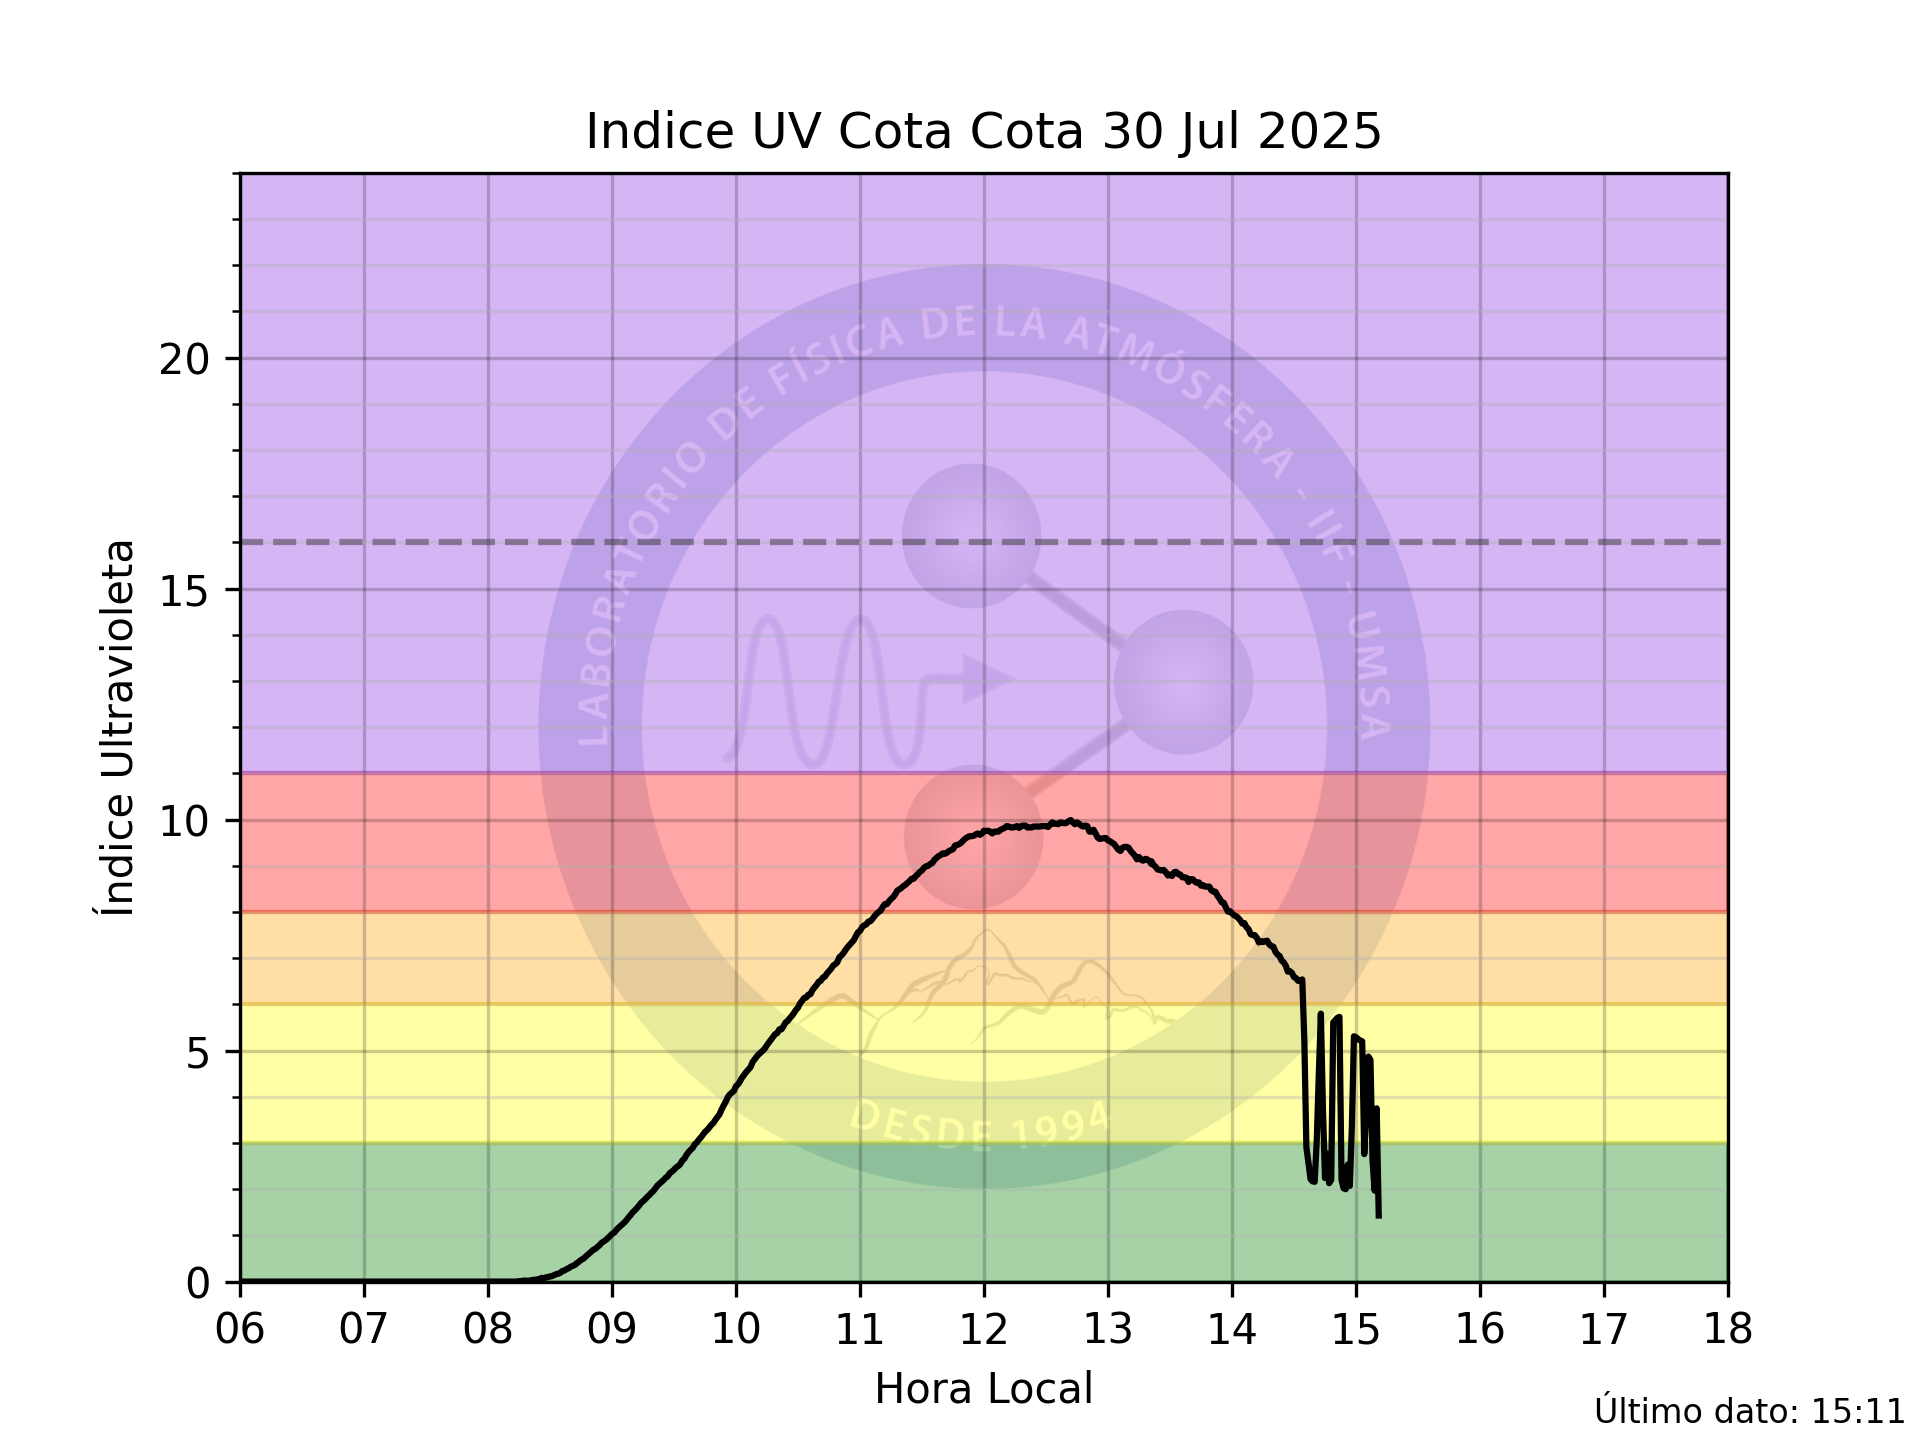 Indice UV Cota Cota 30 Jul 2025
LABORATORIO DE FÍSICA DE LA ATMÓSFERA - IIF - UMSA
DESDE 1994
Índice Ultravioleta
20
15
10
5
0
06 07 08 09 10 11 12 13 14 15 16 17 18
Hora Local
Último dato: 15:11